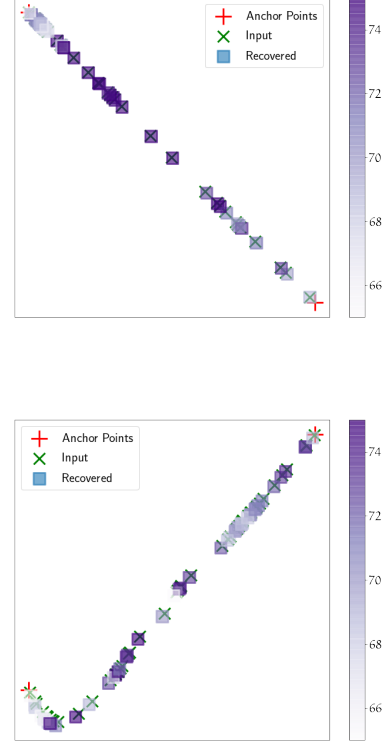 Anchor Points
Input
Recovered
74
72
70
68
66
Anchor Points
Input
Recovered
74
72
70
68
66